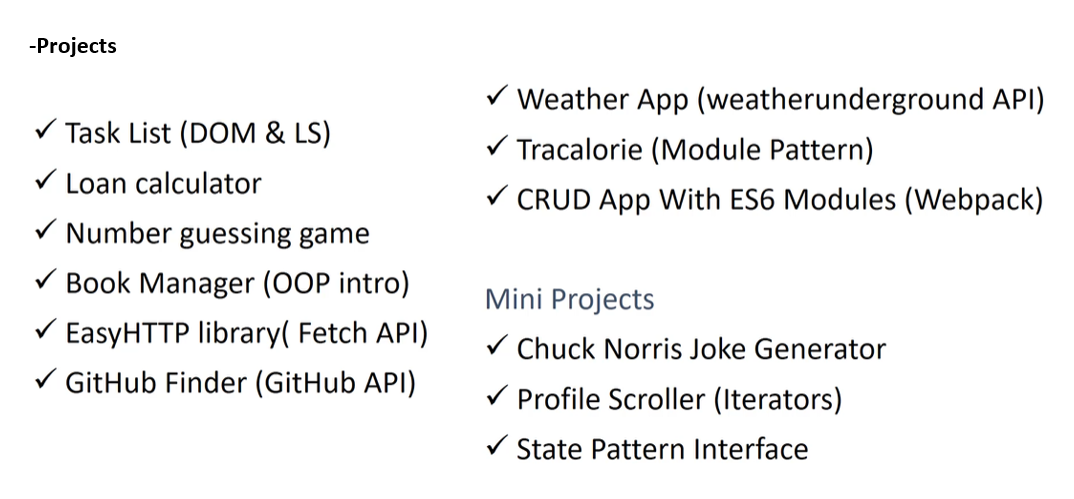 -Projects
✓ Task List (DOM & LS)
✓ Loan calculator
✓ Number guessing game
✓ Book Manager (OOP intro)
✓ EasyHTTP library( Fetch API)
✓ GitHub Finder (GitHub API)
✓ Weather App (weatherunderground API)
✓ Tracalorie (Module Pattern)
✓ CRUD App With ES6 Modules (Webpack)
Mini Projects
✓ Chuck Norris Joke Generator
✓ Profile Scroller (Iterators)
✓ State Pattern Interface